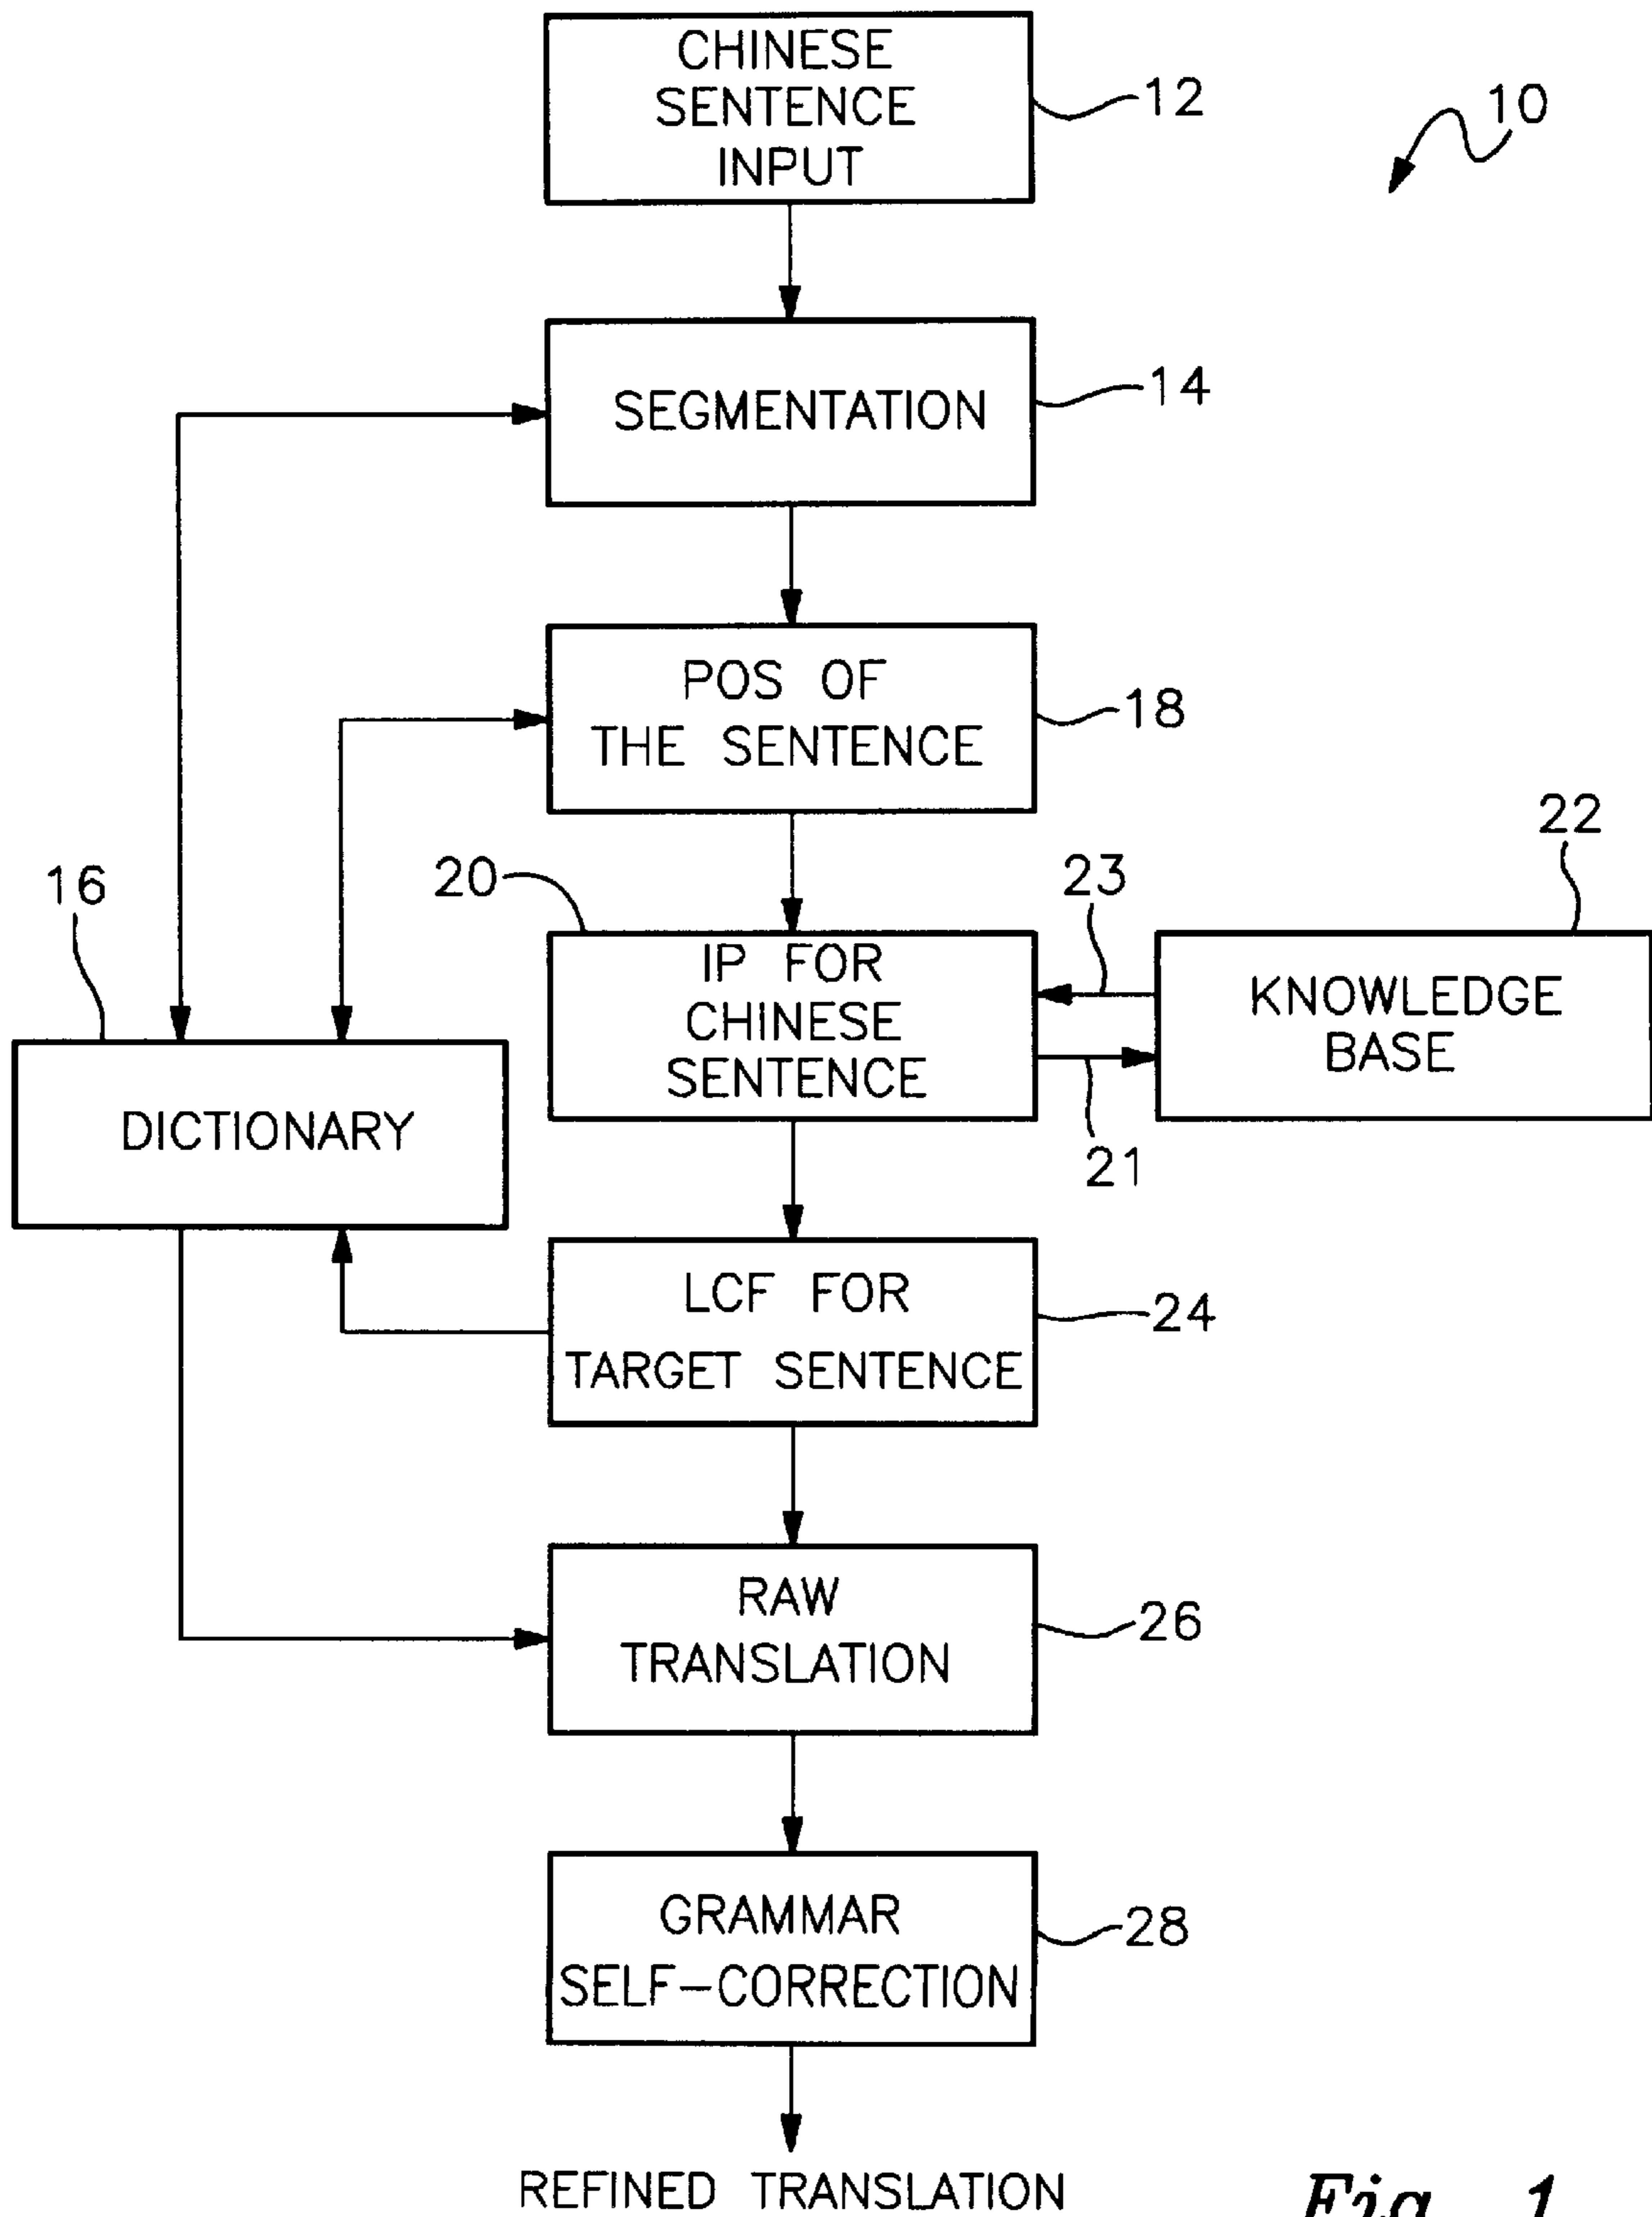 CHINESE
SENTENCE
INPUT
12
10
SEGMENTATION
14
POS OF
THE SENTENCE
18
22
16
20
23
IP FOR
CHINESE
SENTENCE
KNOWLEDGE
BASE
DICTIONARY
21
LCF FOR
TARGET SENTENCE
24
RAW
TRANSLATION
26
GRAMMAR
SELF-CORRECTION
28
REFINED TRANSLATION
Fig. 1